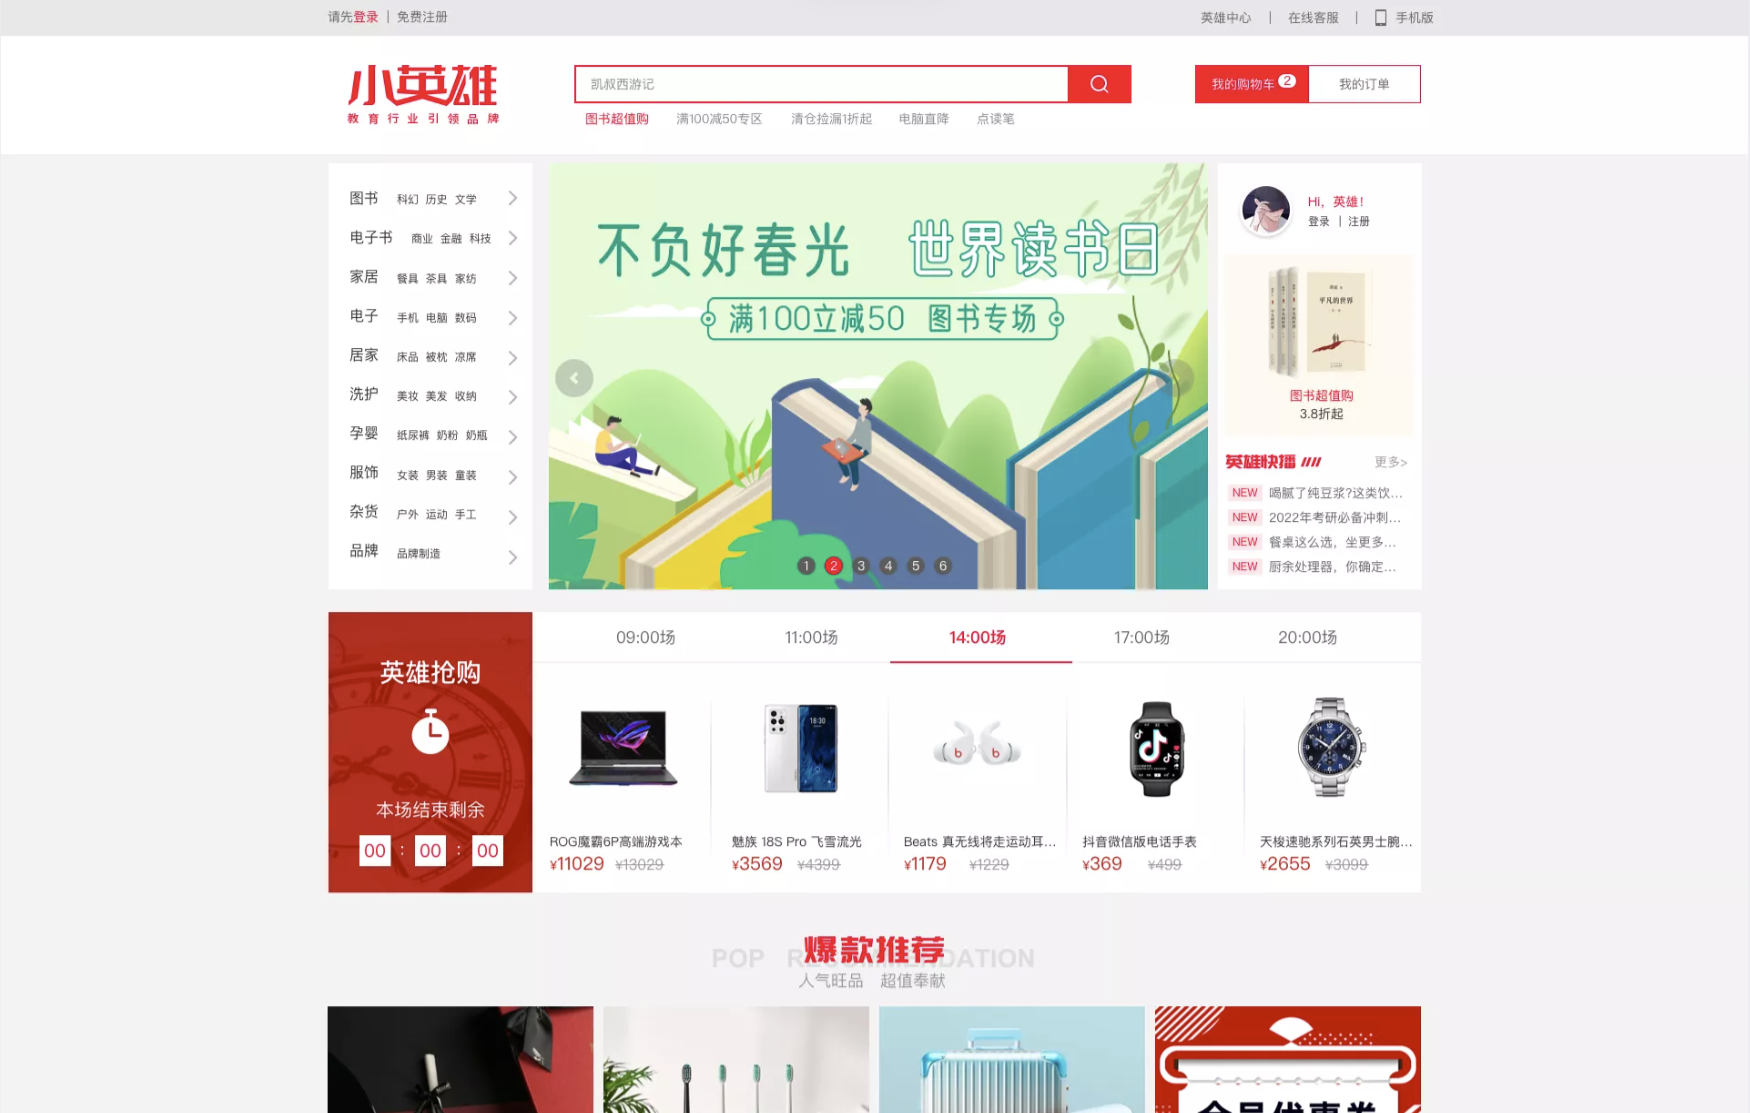 请先登录 | 免费注册
英雄中心 | 在线客服 | 手机版
小英雄
教育行业引领品牌
凯叔西游记
我的购物车 2
我的订单
图书超值购 满100减50专区 清仓捡漏1折起 电脑直降 点读笔
图书 科幻 历史 文学
电子书 商业 金融 科技
家居 餐具 茶具 家纺
电子 手机 电脑 数码
居家 床品 被枕 凉席
洗护 美妆 美发 收纳
孕婴 纸尿裤 奶粉 奶瓶
服饰 女装 男装 童装
杂货 户外 运动 手工
品牌 品牌制造
不负好春光 世界读书日
满100立减50 图书专场
1 2 3 4 5 6
Hi，英雄！
登录 | 注册
平凡的世界
图书超值购
3.8折起
英雄快播 更多>
NEW 喝腻了纯豆浆?这类饮...
NEW 2022年考研必备冲刺...
NEW 餐桌这么选，坐更多...
NEW 厨余处理器，你确定...
英雄抢购
本场结束剩余
00 : 00 : 00
09:00场 11:00场 14:00场 17:00场 20:00场
18:30
ROG魔霸6P高端游戏本
¥11029 ¥13029
魅族 18S Pro 飞雪流光
¥3569 ¥4399
Beats 真无线将走运动耳...
¥1179 ¥1229
抖音微信版电话手表
¥369 ¥499
天梭速驰系列石英男士腕...
¥2655 ¥3099
POP RECOMMENDATION
爆款推荐
人气旺品 超值奉献
会员优惠券